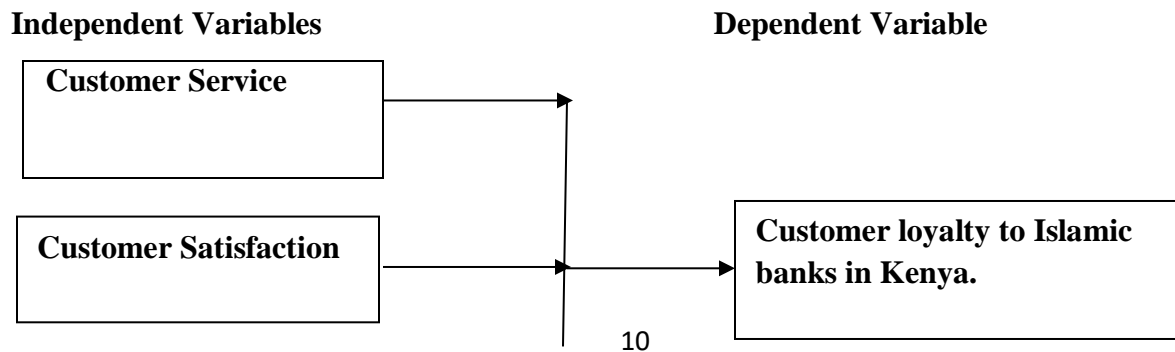 Independent Variables
Dependent Variable
Customer Service
Customer Satisfaction
Customer loyalty to Islamic
banks in Kenya.
10